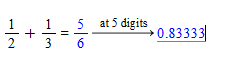 1/2 + 1/3 = 5/6 at 5 digits → 0.83333